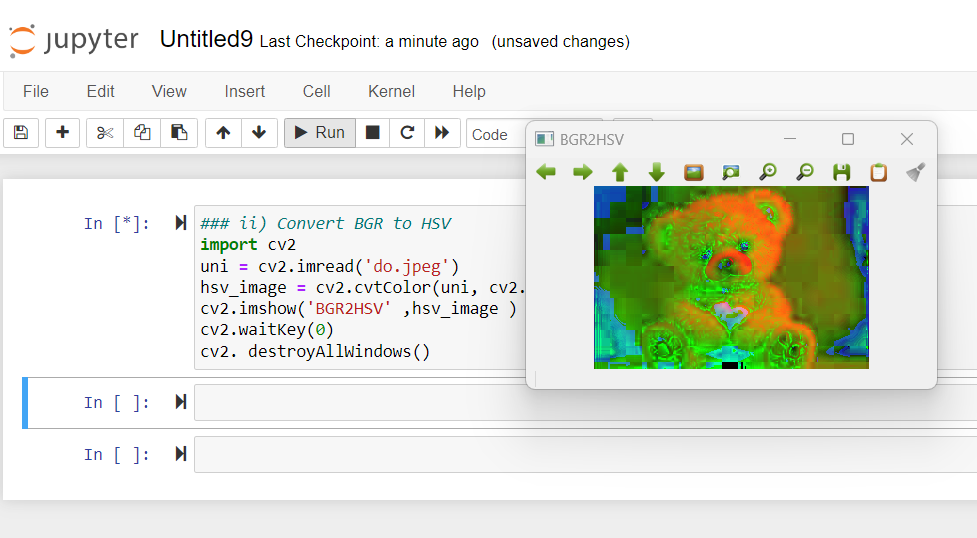 jupyter Untitled9 Last Checkpoint: a minute ago (unsaved changes)
File Edit View Insert Cell Kernel Help
Run Code
BGR2HSV
In [*]: ### ii) Convert BGR to HSV
import cv2
uni = cv2.imread('do.jpeg')
hsv_image = cv2.cvtColor(uni, cv2.
cv2.imshow('BGR2HSV' ,hsv_image )
cv2.waitKey(0)
cv2. destroyAllWindows()
In [ ]:
In [ ]: